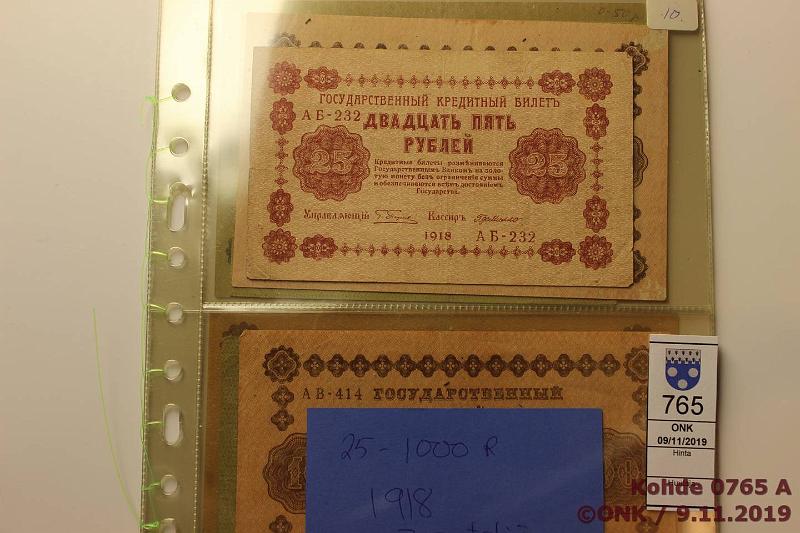 10.
ГОСУДАРСТВЕННЫЙ КРЕДИТНЫЙ БИЛЕТЪ
АБ-232 ДВАДЦАТЬ ПЯТЬ
РУБЛЕЙ
25 25
Кредитные билеты размѣниваются
Государственнымъ Банкомъ на золо-
тую монету безъ ограниченія суммы
и обезпечиваются всѣмъ достояніемъ
Государства.
Управляющій Кассиръ
1918 АБ-232
АВ-414 ГОСУДАРСТВЕННЫЙ
25-1000 R
1918
765
ONK
09/11/2019
Hinta
Kohde 0765 A
©ONK / 9.11.2019